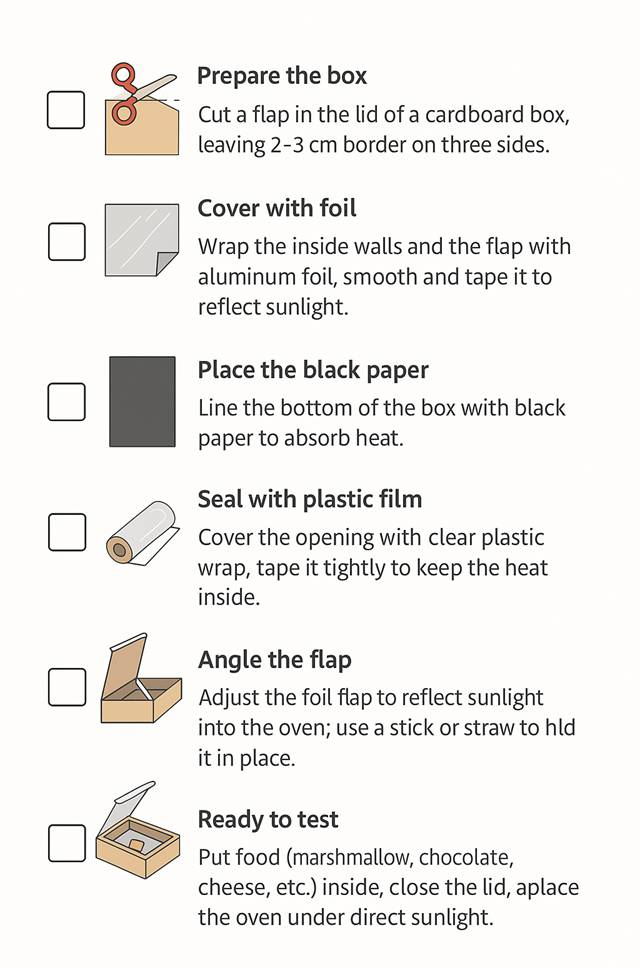 Prepare the box
Cut a flap in the lid of a cardboard box,
leaving 2-3 cm border on three sides.
Cover with foil
Wrap the inside walls and the flap with
aluminum foil, smooth and tape it to
reflect sunlight.
Place the black paper
Line the bottom of the box with black
paper to absorb heat.
Seal with plastic film
Cover the opening with clear plastic
wrap, tape it tightly to keep the heat
inside.
Angle the flap
Adjust the foil flap to reflect sunlight
into the oven; use a stick or straw to hld
it in place.
Ready to test
Put food (marshmallow, chocolate,
cheese, etc.) inside, close the lid, aplace
the oven under direct sunlight.